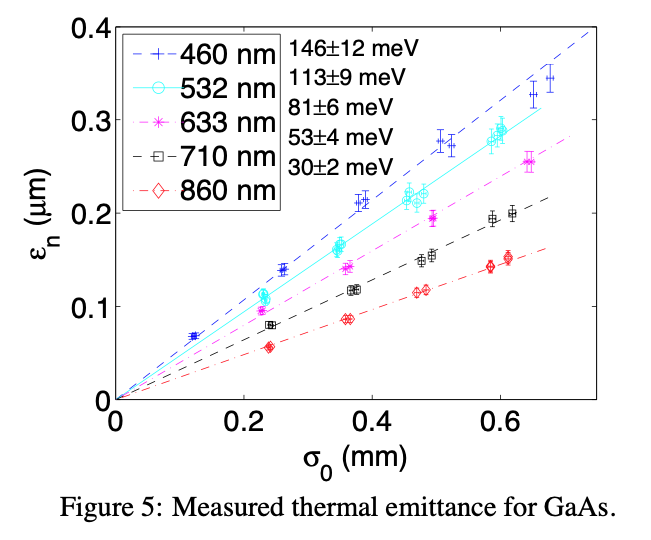 0.4
0.3
0.2
0.1
0
εn (μm)
460 nm 146±12 meV
532 nm 113±9 meV
633 nm 81±6 meV
710 nm 53±4 meV
860 nm 30±2 meV
0 0.2 0.4 0.6
σ0 (mm)
Figure 5: Measured thermal emittance for GaAs.